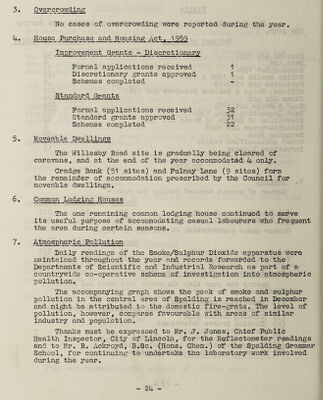 3. Overcrowding
No cases of overcrowding were reported during the year.
4. House Purchase and Housing Act, 1959
Improvement Grants - Discretionary
Formal applications received 1
Discretionary grants approved 1
Schemes completed -
Standard Grants
Formal applications received 32
Standard grants approved 31
Schemes completed 22
5. Moveable Dwellings
The Willesby Road site is gradually being cleared of
caravans, and at the end of the year accommodated 4 only.
Cradge Bank (51 sites) and Fulney Lane (9 sites) form
the remainder of accommodation prescribed by the Council for
movable dwellings.
6. Common Lodging Houses
The one remaining common lodging house continued to serve
its useful purpose of accommodating casual labourers who frequent
the area during certain seasons.
7. Atmospheric Pollution
Daily readings of the Smoke/Sulphur Dioxide apparatus were
maintained throughout the year and records forwarded to the
Departments of Scientific and Industrial Research as part of a
countrywide co-operative scheme of investigation into atmospheric
pollution.
The accompanying graph shows the peak of smoke and sulphur
pollution in the central area of Spalding is reached in December
and might be attributed to the domestic fire-grate. The level of
pollution, however, compares favourable with areas of similar
industry and population.
Thanks must be expressed to Mr. J. Jones, Chief Public
Health Inspector, City of Lincoln, for the Reflectometer readings
and to Mr. R. Ackroyd, B.Sc. (Hons. Chem.) of the Spalding Grammar
School, for continuing to undertake the laboratory work involved
during the year.
- 24 -